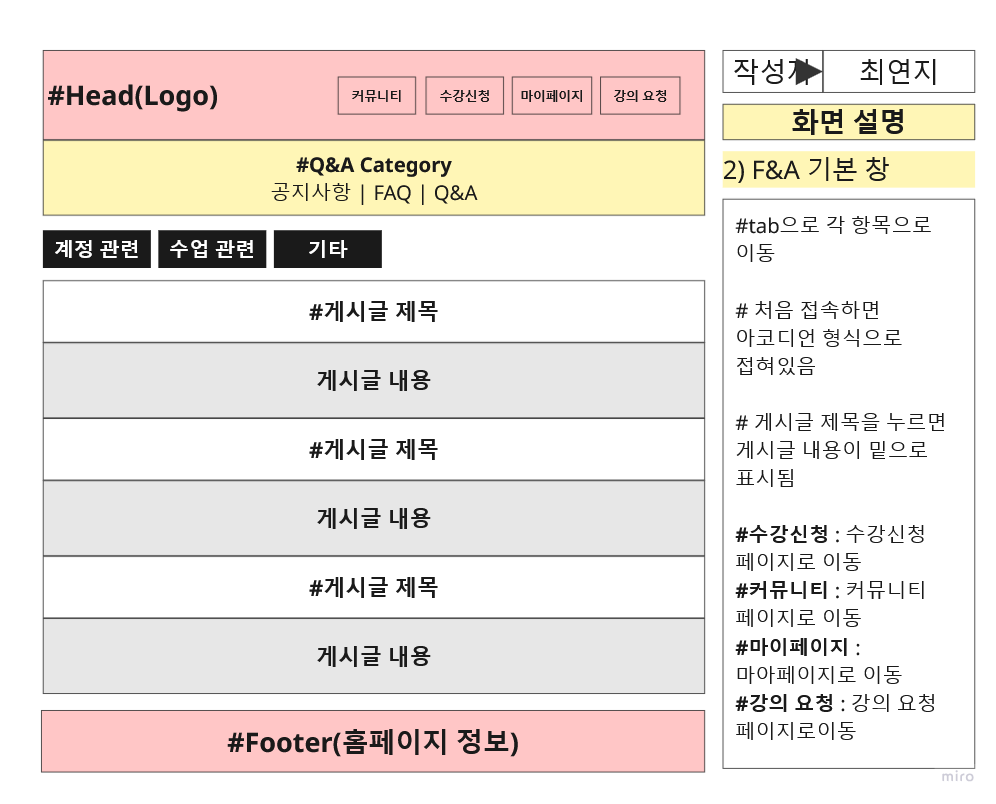 #Head(Logo)
커뮤니티
수강신청
마이페이지
강의 요청
#Q&A Category
공지사항 | FAQ | Q&A
계정 관련
수업 관련
기타
#게시글 제목
게시글 내용
#게시글 제목
게시글 내용
#게시글 제목
게시글 내용
#Footer(홈페이지 정보)
작성자
최연지
화면 설명
2) F&A 기본 창
#tab으로 각 항목으로
이동
# 처음 접속하면
아코디언 형식으로
접혀있음
# 게시글 제목을 누르면
게시글 내용이 밑으로
표시됨
#수강신청 : 수강신청
페이지로 이동
#커뮤니티 : 커뮤니티
페이지로 이동
#마이페이지 :
마아페이지로 이동
#강의 요청 : 강의 요청
페이지로이동
miro